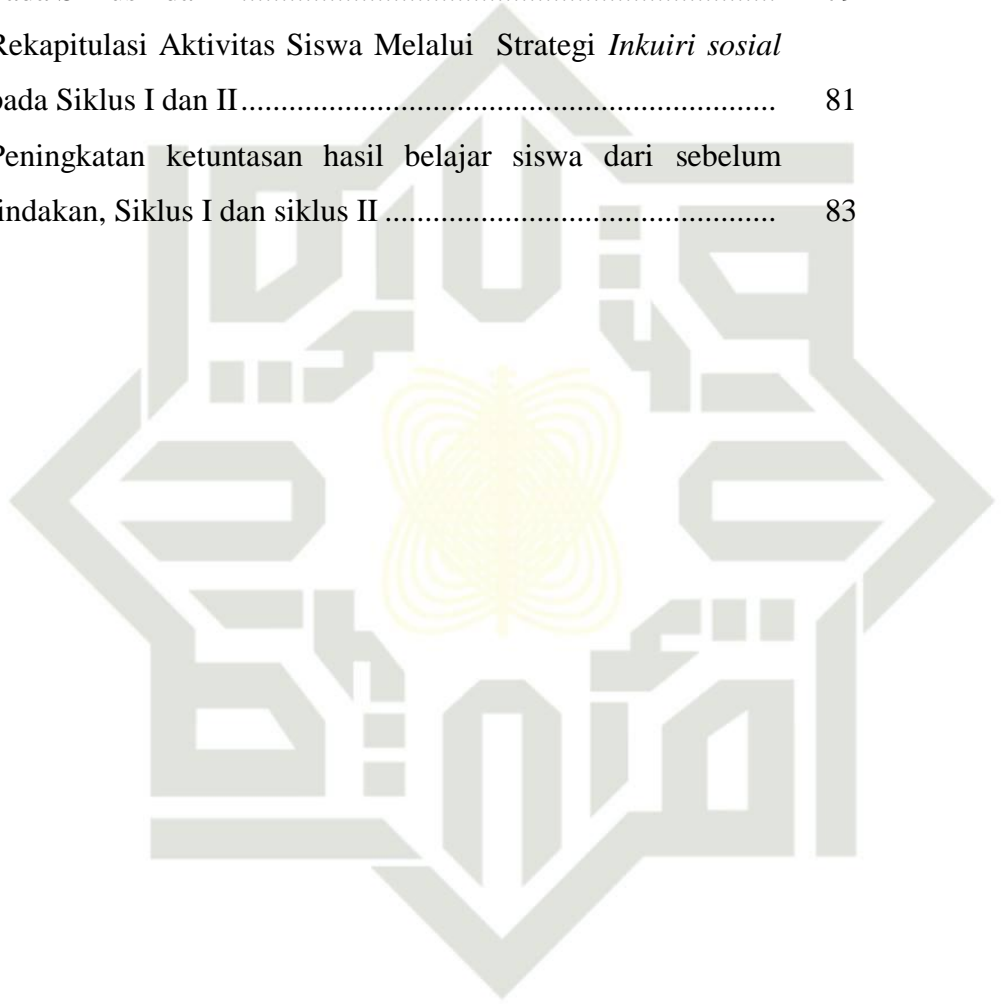 Rekapitulasi Aktivitas Siswa Melalui Strategi Inkuiri sosial
pada Siklus I dan II.................................................................. 81
Peningkatan ketuntasan hasil belajar siswa dari sebelum
tindakan, Siklus I dan siklus II ................................................ 83